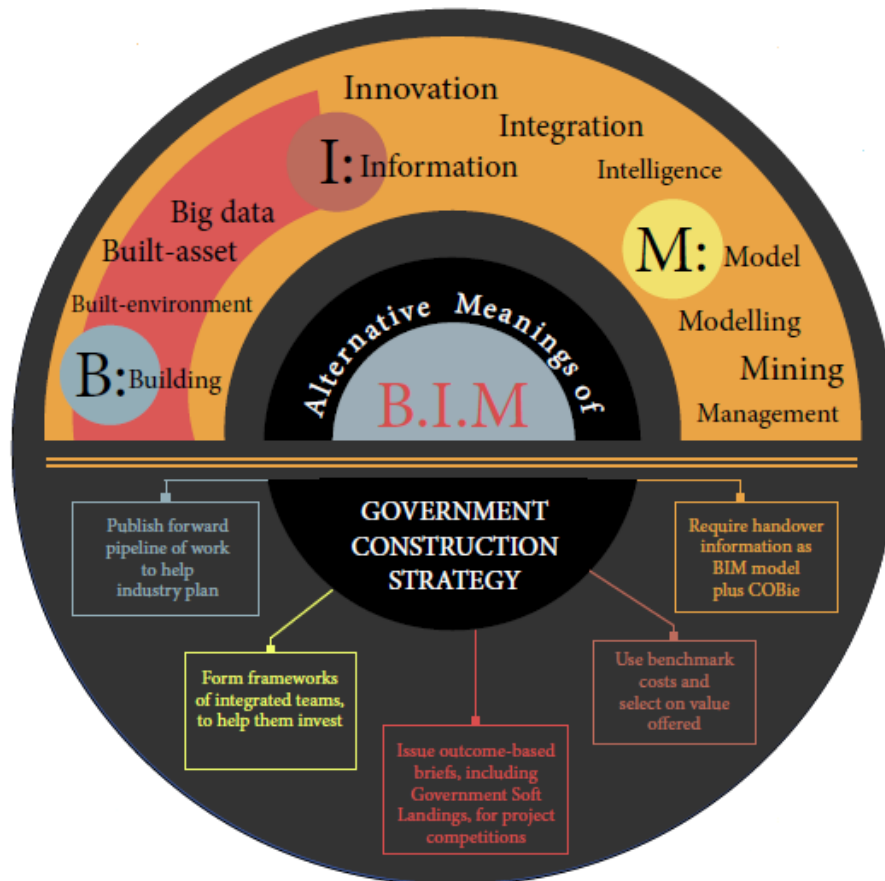 Innovation
Integration
Intelligence
I: Information
Big data
Built-asset
Built-environment
B: Building
M: Model
Modelling
Mining
Management
Alternative Meanings of
B.I.M
GOVERNMENT
CONSTRUCTION
STRATEGY
Publish forward
pipeline of work
to help
industry plan
Form frameworks
of integrated teams,
to help them invest
Issue outcome-based
briefs, including
Government Soft
Landings, for project
competitions
Use benchmark
costs and
select on value
offered
Require handover
information as
BIM model
plus COBie